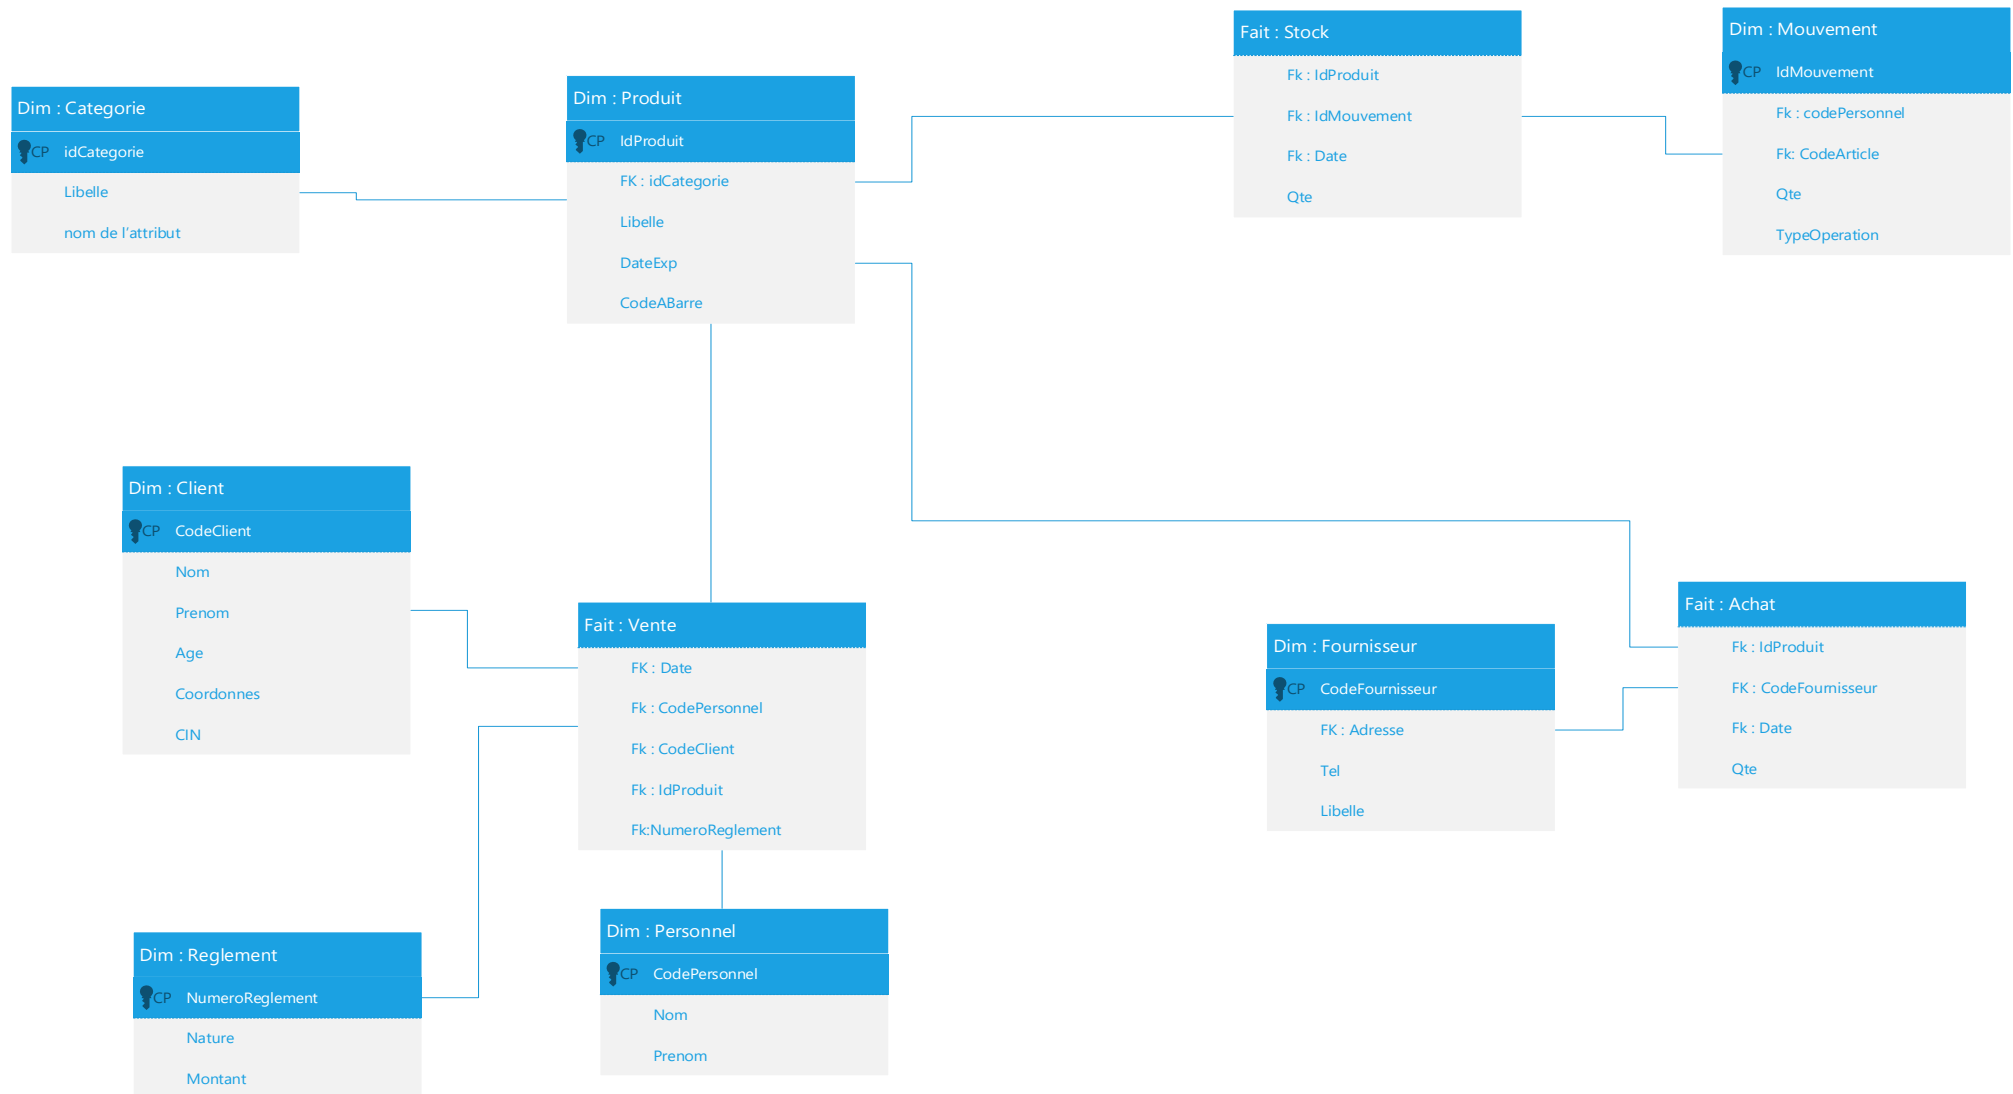 Dim : Categorie
CP idCategorie
Libelle
nom de l'attribut
Dim : Produit
CP IdProduit
FK : idCategorie
Libelle
DateExp
CodeABarre
Fait : Stock
Fk : IdProduit
Fk : IdMouvement
Fk : Date
Qte
Dim : Mouvement
CP IdMouvement
Fk : codePersonnel
Fk: CodeArticle
Qte
TypeOperation
Dim : Client
CP CodeClient
Nom
Prenom
Age
Coordonnes
CIN
Fait : Vente
FK : Date
Fk : CodePersonnel
Fk : CodeClient
Fk : IdProduit
Fk:NumeroReglement
Dim : Fournisseur
CP CodeFournisseur
FK : Adresse
Tel
Libelle
Fait : Achat
Fk : IdProduit
FK : CodeFournisseur
Fk : Date
Qte
Dim : Reglement
CP NumeroReglement
Nature
Montant
Dim : Personnel
CP CodePersonnel
Nom
Prenom